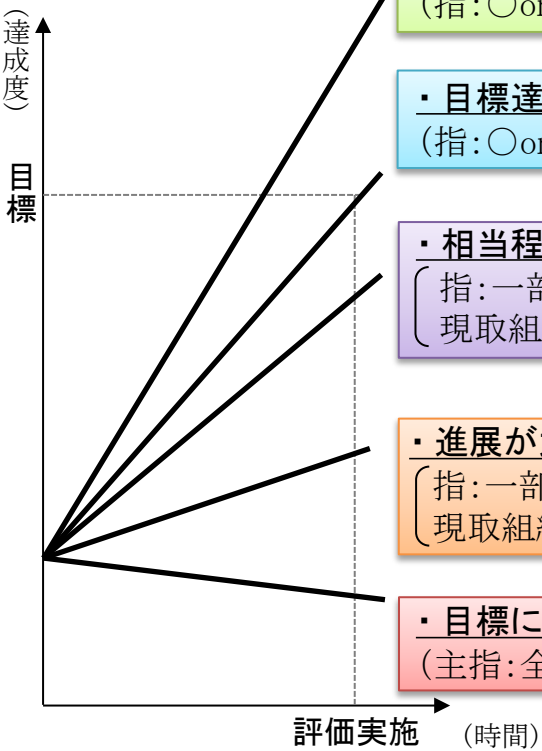 (達成度)
目標
(指:○or
・目標達
(指:○or
・相当程
指:一部
現取組
・進展が
指:一部
現取組
・目標に
(主指:全
評価実施 (時間)